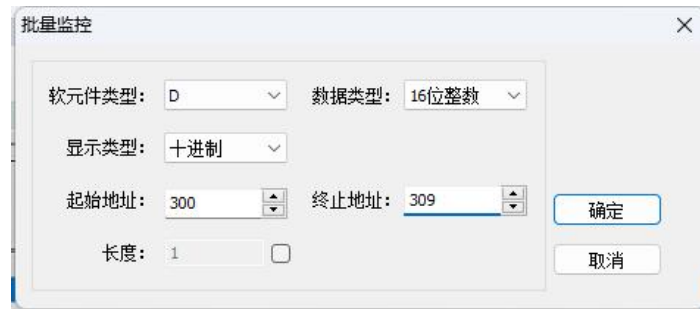 批量监控
软元件类型： D 数据类型： 16位整数
显示类型： 十进制
起始地址： 300 终止地址： 309
确定
长度： 1
取消